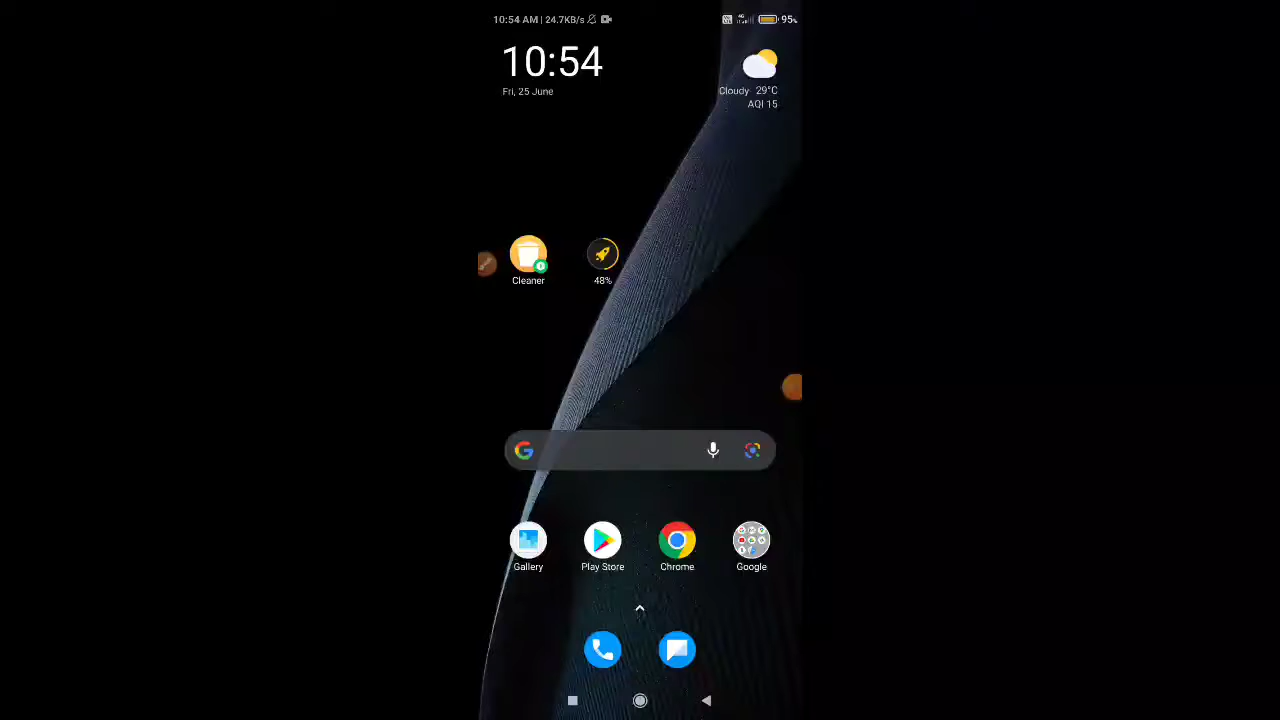 10:54 AM | 24.7KB/s
95%
10:54
Fri, 25 June
Cloudy 29°C
AQI 15
Cleaner
48%
Gallery
Play Store
Chrome
Google